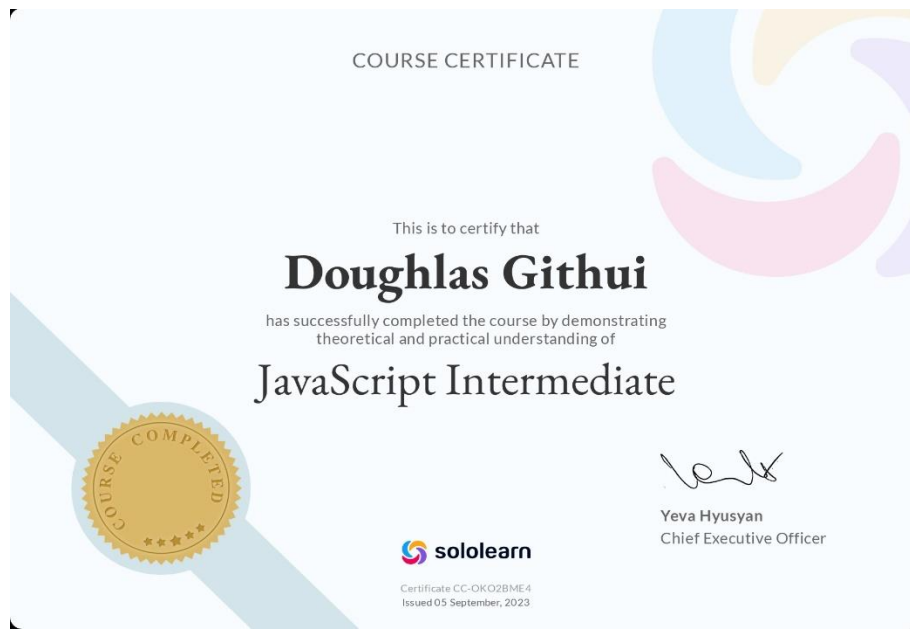 COURSE CERTIFICATE
This is to certify that
Doughlas Githui
has successfully completed the course by demonstrating
theoretical and practical understanding of
JavaScript Intermediate
COURSE COMPLETED
Yeva Hyusyan
Chief Executive Officer
sololearn
Certificate CC-OKO2BME4
Issued 05 September, 2023